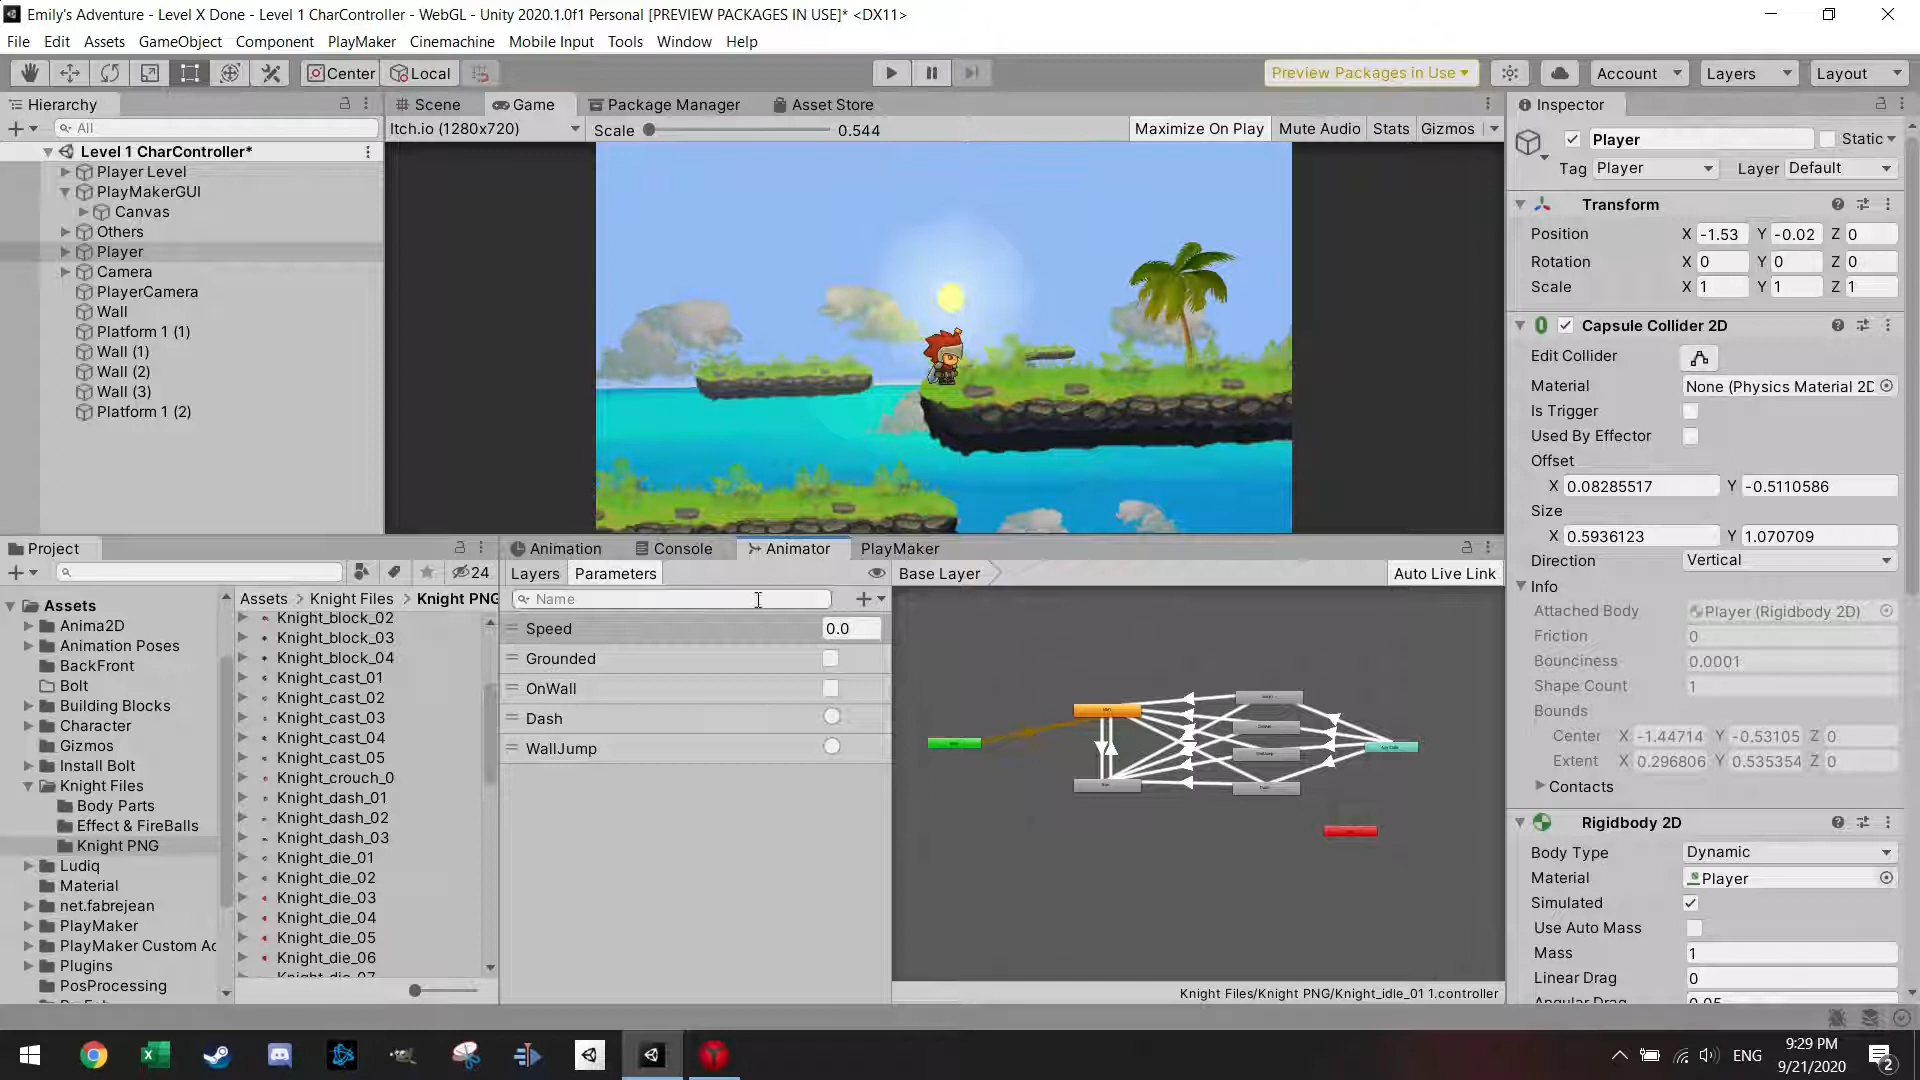 Emily's Adventure - Level X Done - Level 1 CharController - WebGL - Unity 2020.1.0f1 Personal [PREVIEW PACKAGES IN USE]* <DX11>
File Edit Assets GameObject Component PlayMaker Cinemachine Mobile Input Tools Window Help
Center Local Preview Packages in Use Account Layers Layout
Hierarchy
All
Level 1 CharController*
Player Level
PlayMakerGUI
Canvas
Others
Player
Camera
PlayerCamera
Wall
Platform 1 (1)
Wall (1)
Wall (2)
Wall (3)
Platform 1 (2)
Scene Game Package Manager Asset Store
Itch.io (1280x720) Scale 0.544 Maximize On Play Mute Audio Stats Gizmos
Project
24
Assets
Anima2D
Animation Poses
BackFront
Bolt
Building Blocks
Character
Gizmos
Install Bolt
Knight Files
Body Parts
Effect & FireBalls
Knight PNG
Ludiq
Material
net.fabrejean
PlayMaker
PlayMaker Custom Ac
Plugins
PosProcessing
Assets > Knight Files > Knight PNG
Knight_block_02
Knight_block_03
Knight_block_04
Knight_cast_01
Knight_cast_02
Knight_cast_03
Knight_cast_04
Knight_cast_05
Knight_crouch_0
Knight_dash_01
Knight_dash_02
Knight_dash_03
Knight_die_01
Knight_die_02
Knight_die_03
Knight_die_04
Knight_die_05
Knight_die_06
Knight_die_07
Animation Console Animator PlayMaker
Layers Parameters Base Layer Auto Live Link
Name
Speed 0.0
Grounded
OnWall
Dash
WallJump
Knight Files/Knight PNG/Knight_idle_01 1.controller
Inspector
Player Static
Tag Player Layer Default
Transform
Position X -1.53 Y -0.02 Z 0
Rotation X 0 Y 0 Z 0
Scale X 1 Y 1 Z 1
Capsule Collider 2D
Edit Collider
Material None (Physics Material 2D
Is Trigger
Used By Effector
Offset
X 0.08285517 Y -0.5110586
Size
X 0.5936123 Y 1.070709
Direction Vertical
Info
Attached Body Player (Rigidbody 2D)
Friction 0
Bounciness 0.0001
Shape Count 1
Bounds
Center X -1.44714 Y -0.53105 Z 0
Extent X 0.296806 Y 0.535354 Z 0
Contacts
Rigidbody 2D
Body Type Dynamic
Material Player
Simulated
Use Auto Mass
Mass 1
Linear Drag 0
Angular Drag 0.05
ENG
9:29 PM
9/21/2020
2